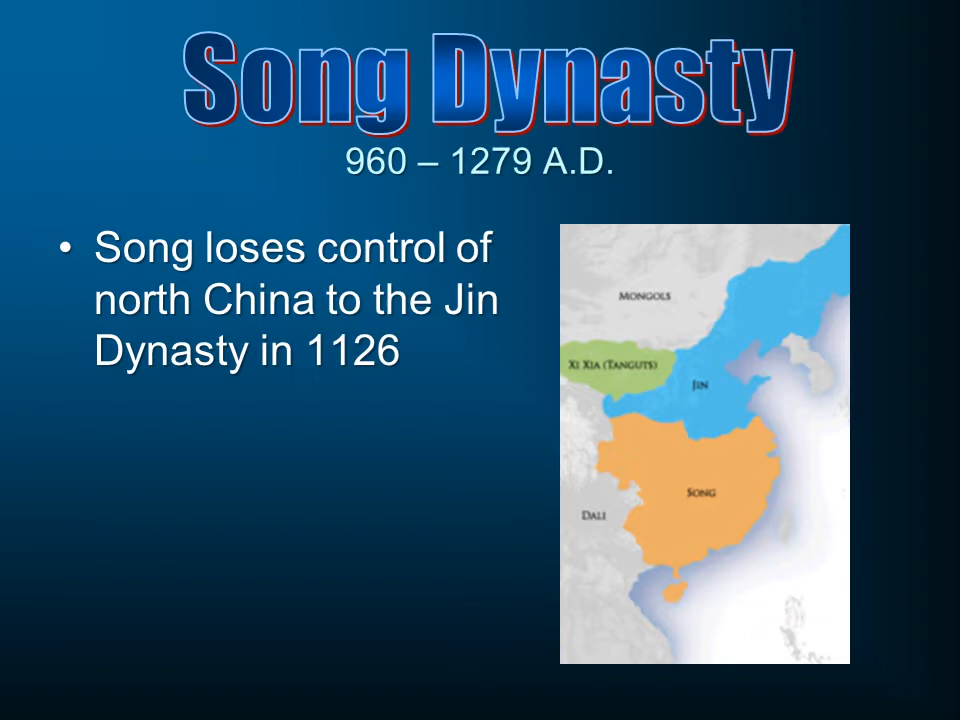 Song Dynasty
960 – 1279 A.D.
• Song loses control of
north China to the Jin
Dynasty in 1126
MONGOLS
XI XIA (TANGUTS)
JIN
SONG
DALI